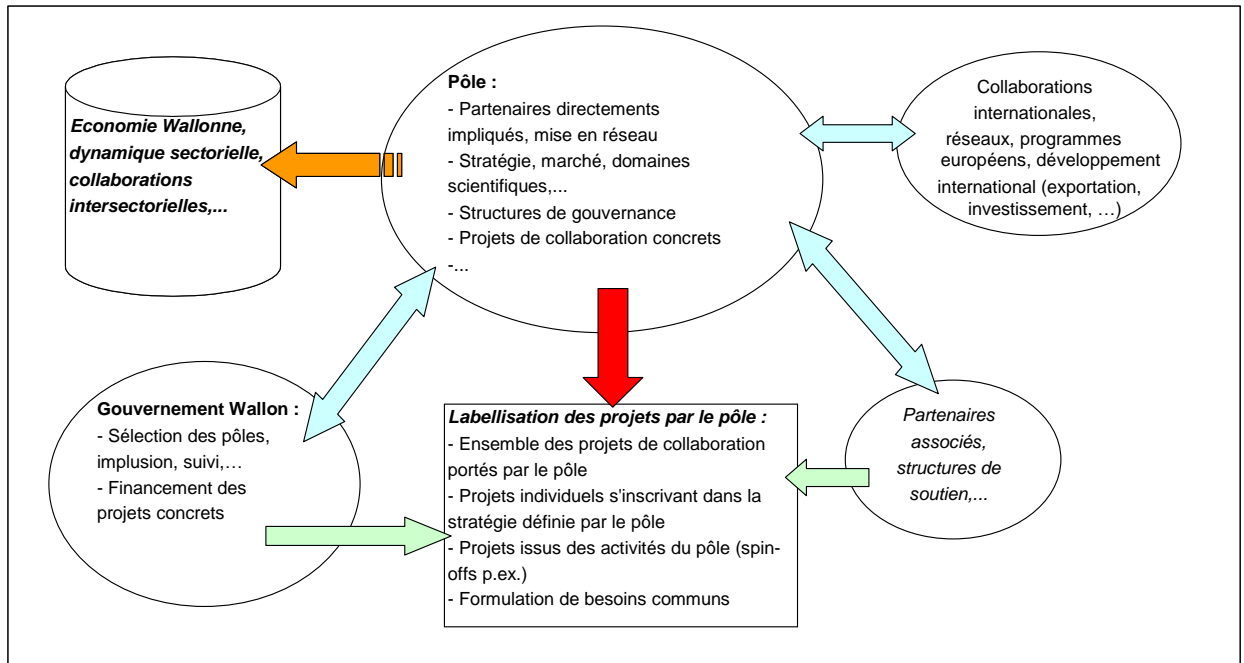 Economie Wallonne,
dynamique sectorielle,
collaborations
intersectorielles,...
Pôle :
- Partenaires directements
impliqués, mise en réseau
- Stratégie, marché, domaines
scientifiques,...
- Structures de gouvernance
- Projets de collaboration concrets
-...
Collaborations
internationales,
réseaux, programmes
européens, développement
international (exportation,
investissement, …)
Gouvernement Wallon :
- Sélection des pôles,
implusion, suivi,…
- Financement des
projets concrets
Labellisation des projets par le pôle :
- Ensemble des projets de collaboration
portés par le pôle
- Projets individuels s'inscrivant dans la
stratégie définie par le pôle
- Projets issus des activités du pôle (spin-
offs p.ex.)
- Formulation de besoins communs
Partenaires
associés,
structures de
soutien,...